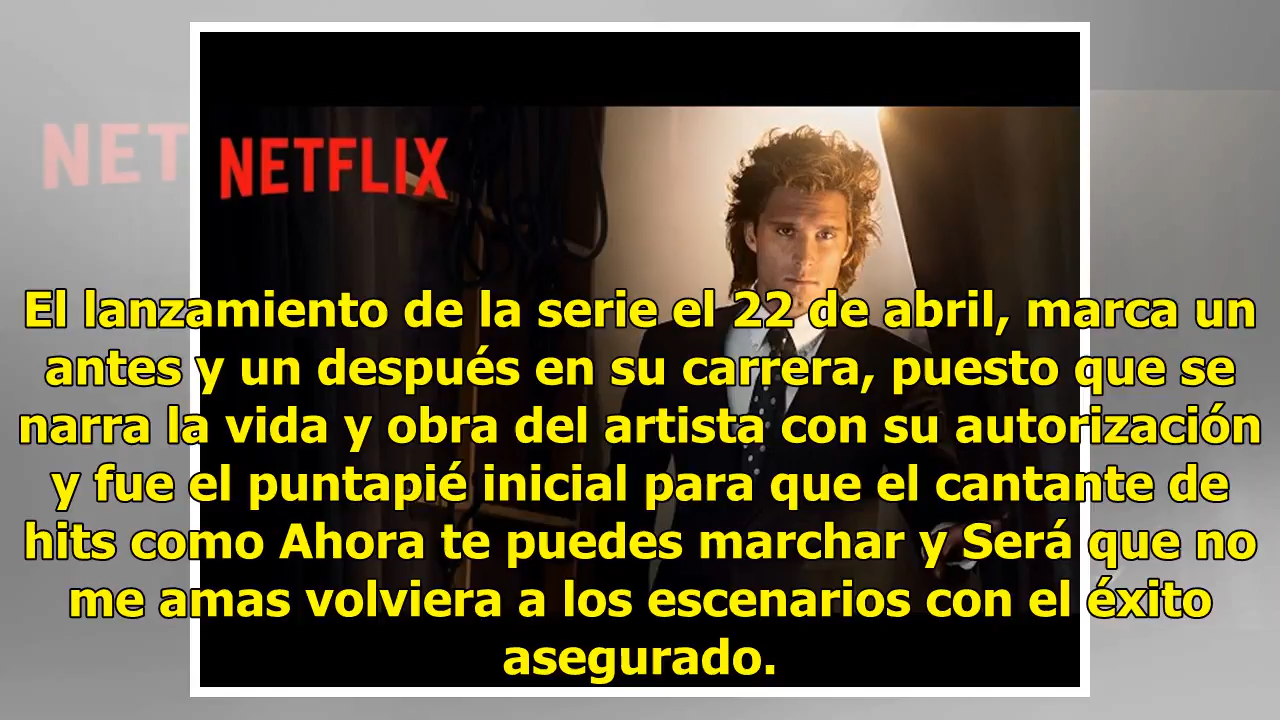 NET
NETFLIX
El lanzamiento de la serie el 22 de abril, marca un
antes y un después en su carrera, puesto que se
narra la vida y obra del artista con su autorización
y fue el puntapié inicial para que el cantante de
hits como Ahora te puedes marchar y Será que no
me amas volviera a los escenarios con el éxito
asegurado.